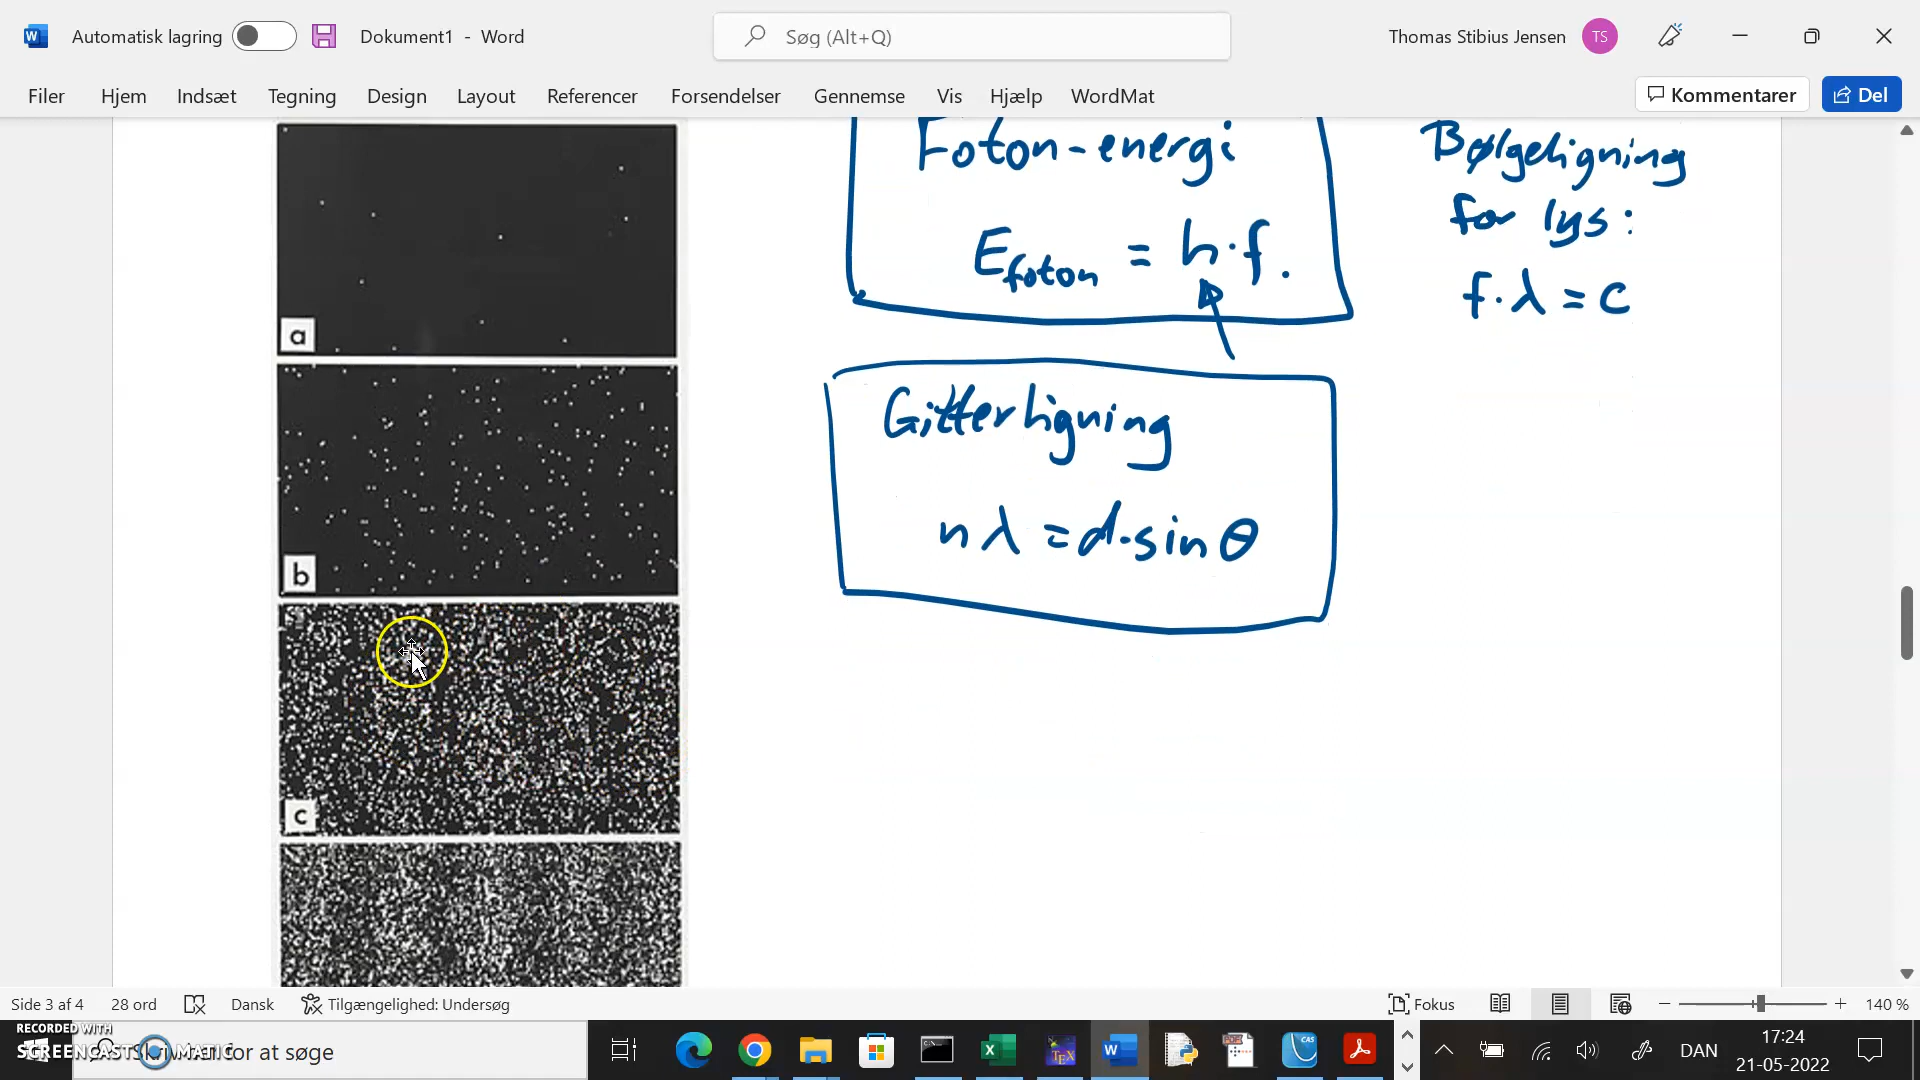 Automatisk lagring
Dokument1 - Word
Søg (Alt+Q)
Thomas Stibius Jensen
TS
Filer
Hjem
Indsæt
Tegning
Design
Layout
Referencer
Forsendelser
Gennemse
Vis
Hjælp
WordMat
Kommentarer
Del
a
b
c
Foton-energi
E_foton = h·f.
Bølgeligning
for lys:
f·λ = c
Gitterligning
nλ = d·sin θ
Side 3 af 4
28 ord
Dansk
Tilgængelighed: Undersøg
Fokus
140 %
RECORDED WITH
SCREENCAST MATIC
for at søge
DAN
17:24
21-05-2022